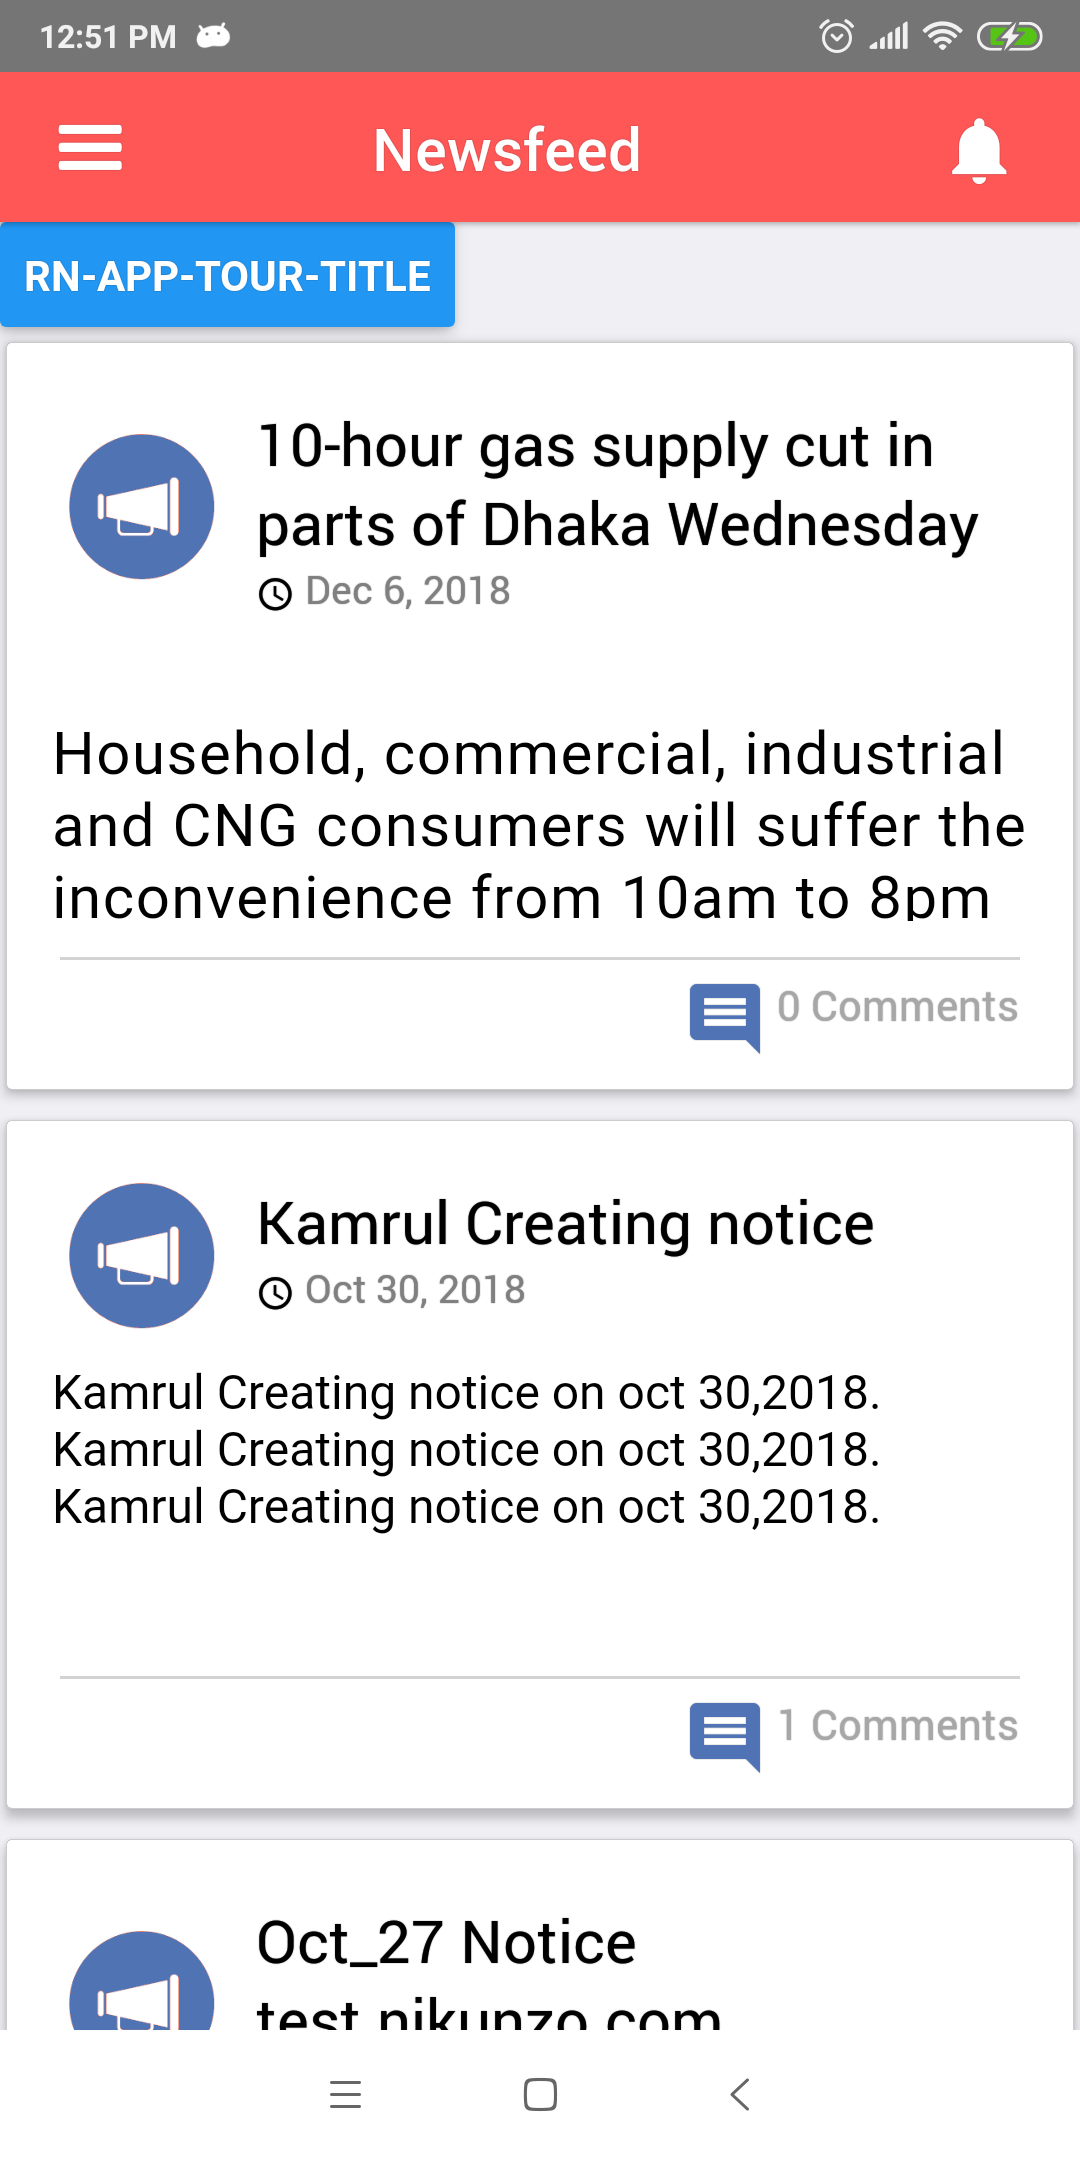 12:51 PM
Newsfeed
RN-APP-TOUR-TITLE
10-hour gas supply cut in
parts of Dhaka Wednesday
Dec 6, 2018
Household, commercial, industrial
and CNG consumers will suffer the
inconvenience from 10am to 8pm
0 Comments
Kamrul Creating notice
Oct 30, 2018
Kamrul Creating notice on oct 30,2018.
Kamrul Creating notice on oct 30,2018.
Kamrul Creating notice on oct 30,2018.
1 Comments
Oct_27 Notice
test.nikunzo.com